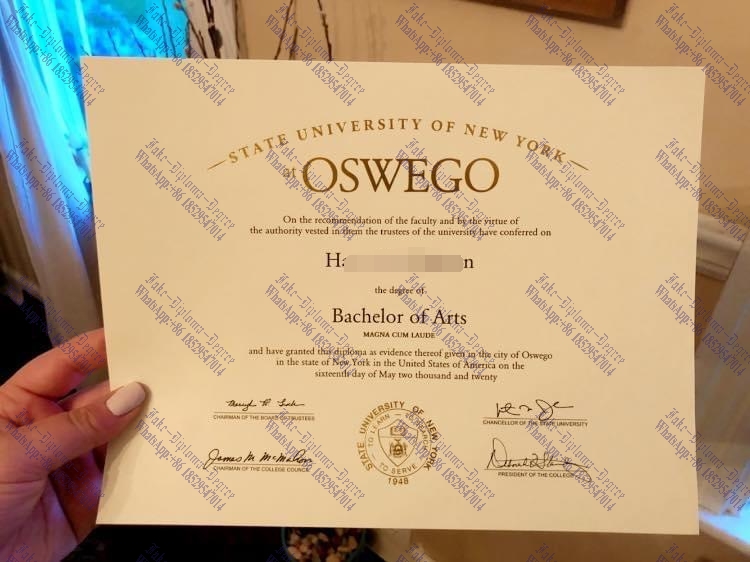 Fake-Diploma-Degree
WhatsApp:+86 18529547014
STATE UNIVERSITY OF NEW YORK
at OSWEGO
On the recommendation of the faculty and by the virtue of
the authority vested in them the trustees of the university have conferred on
Ha n
the degree of
Bachelor of Arts
MAGNA CUM LAUDE
and have granted this diploma as evidence thereof given in the city of Oswego
in the state of New York in the United States of America on the
sixteenth day of May two thousand and twenty
CHAIRMAN OF THE BOARD OF TRUSTEES
CHANCELLOR OF THE STATE UNIVERSITY
STATE UNIVERSITY OF NEW YORK
TO LEARN
TO SERVE
1948
James M McMahon
CHAIRMAN OF THE COLLEGE COUNCIL
PRESIDENT OF THE COLLEGE